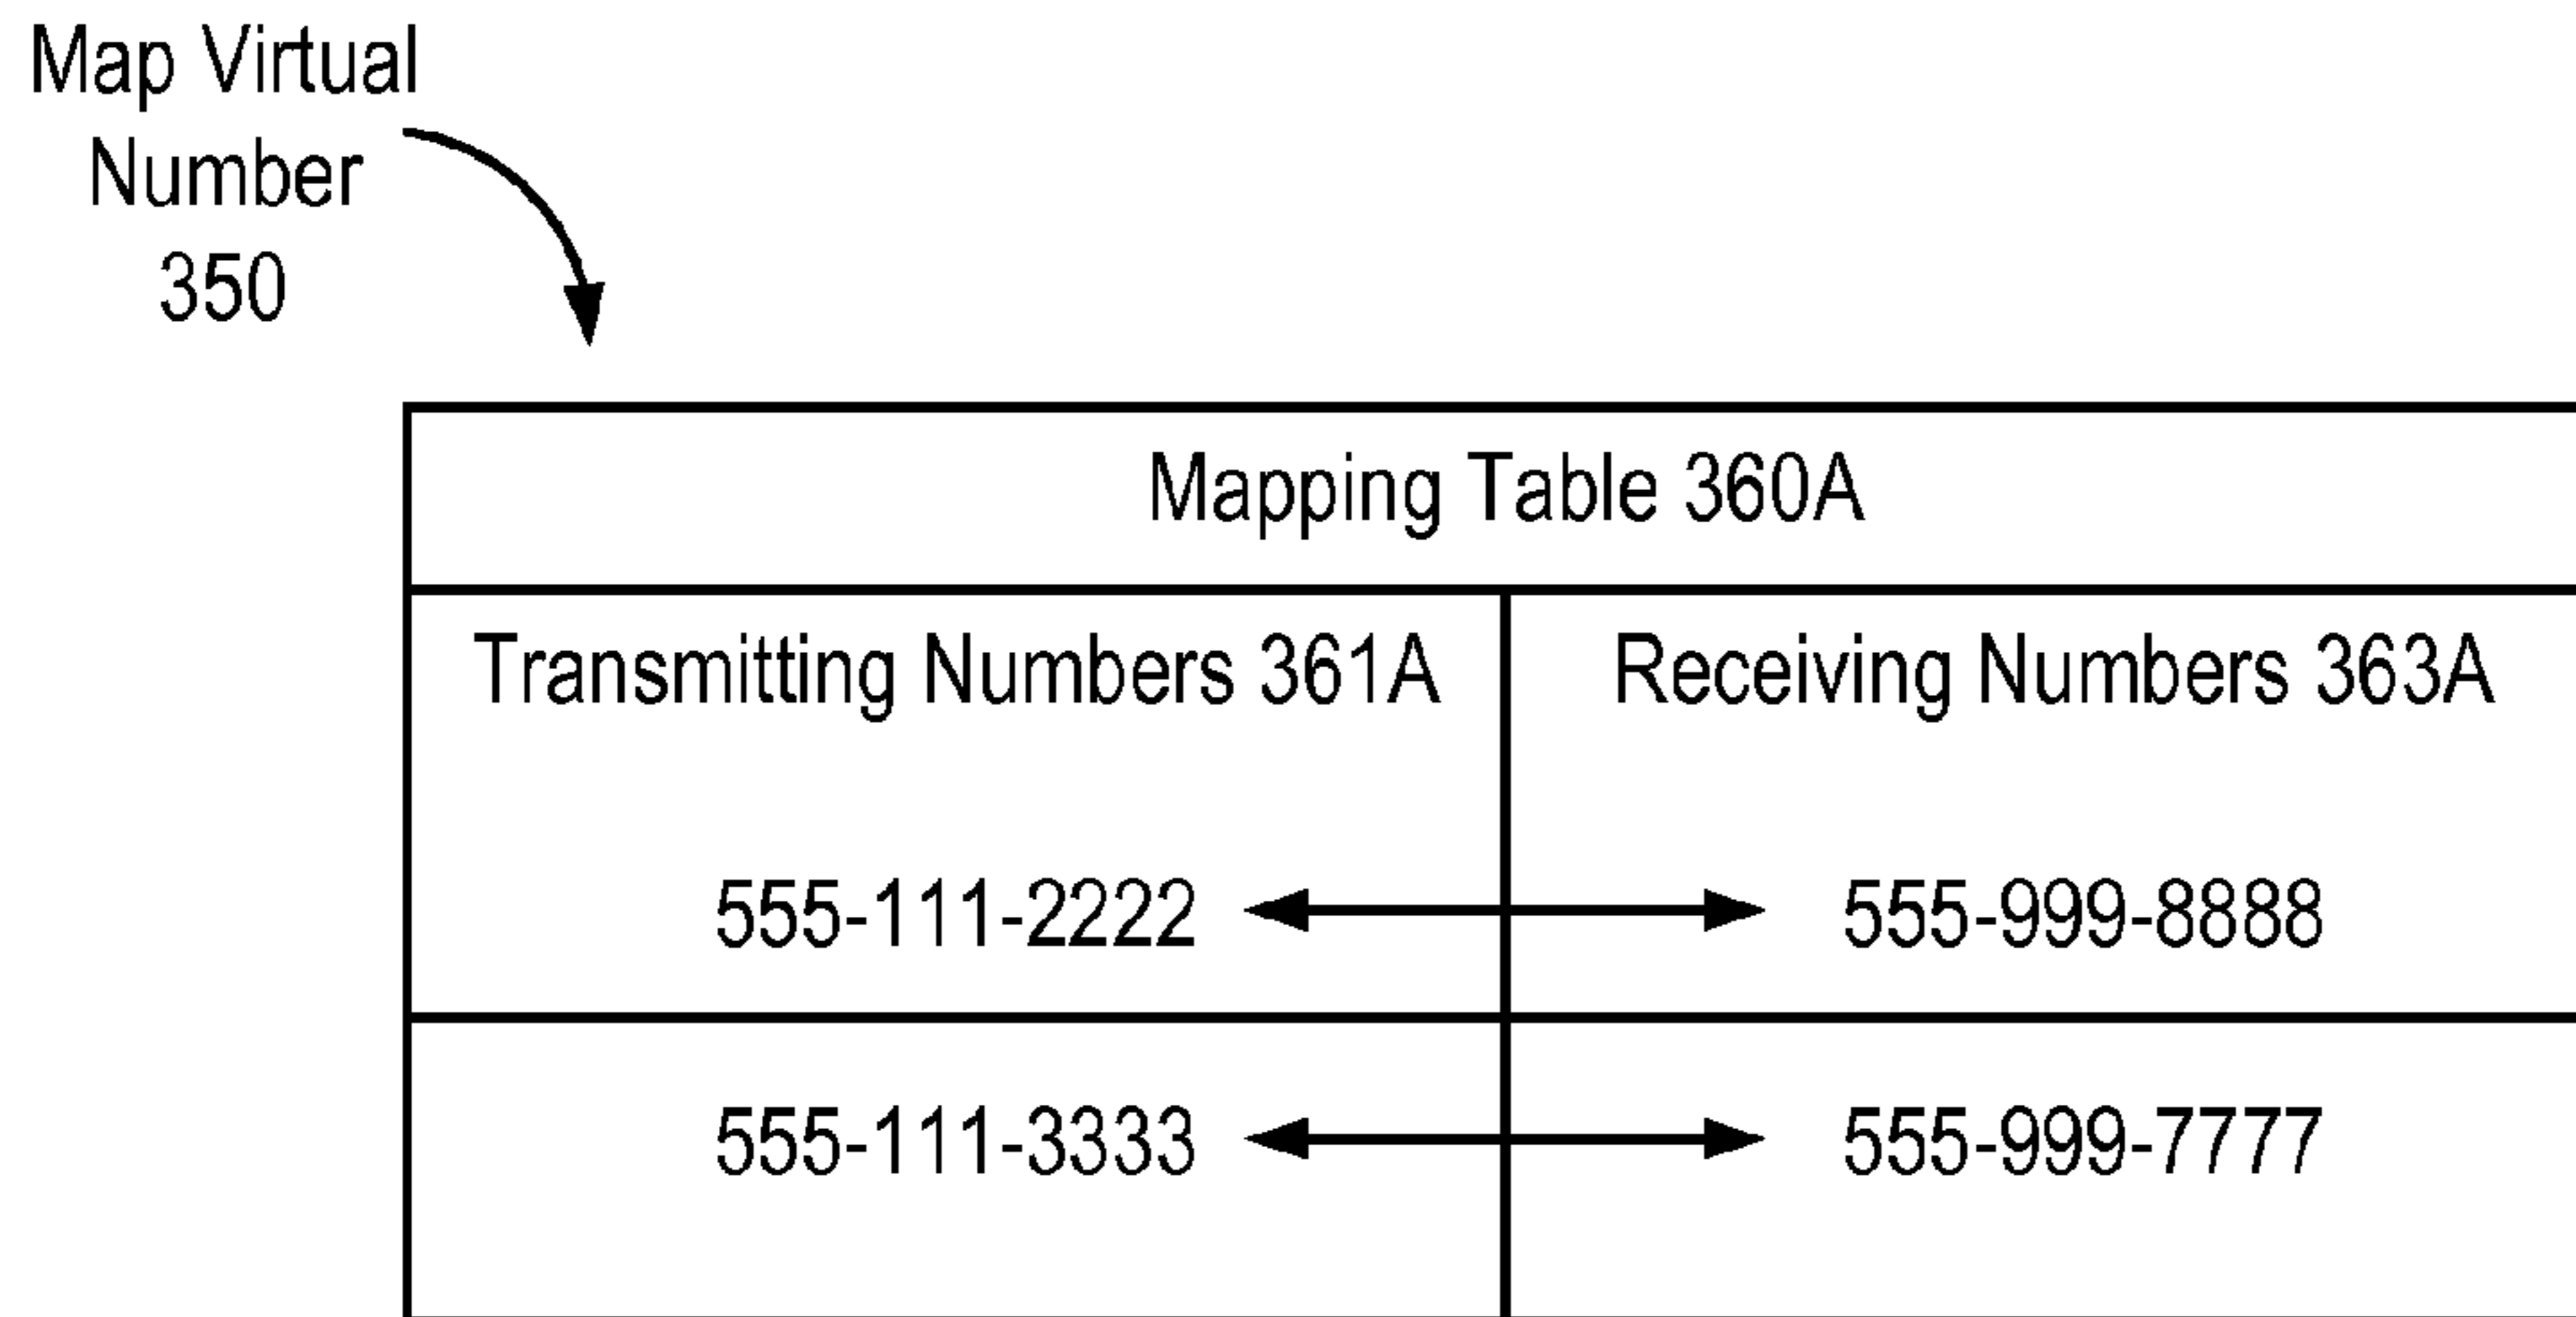 Map Virtual
Number
350
Mapping Table 360A
Transmitting Numbers 361A Receiving Numbers 363A
555-111-2222 555-999-8888
555-111-3333 555-999-7777